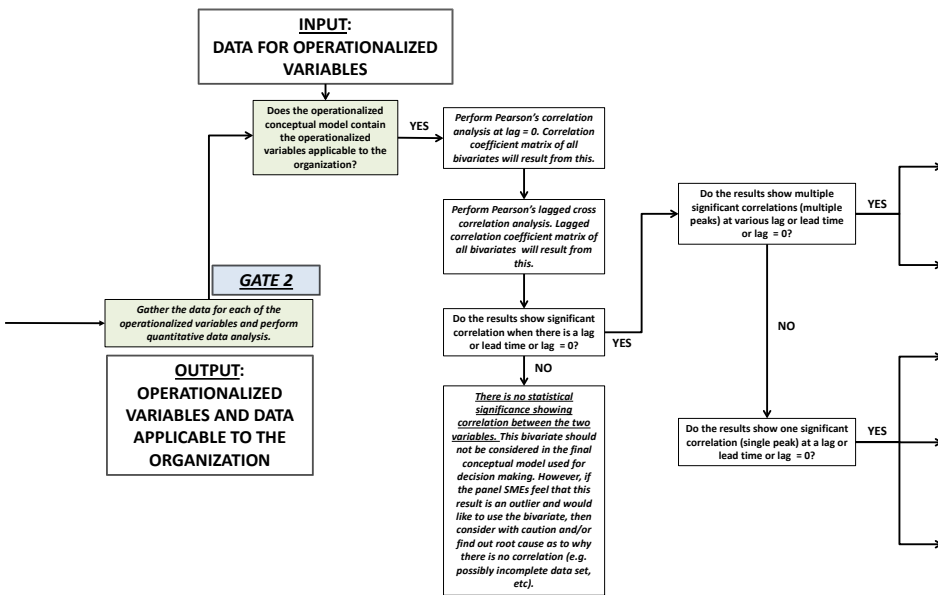 INPUT:
DATA FOR OPERATIONALIZED
VARIABLES
Does the operationalized
conceptual model contain
the operationalized
variables applicable to the
organization?
YES
Perform Pearson's correlation
analysis at lag = 0. Correlation
coefficient matrix of all
bivariates will result from this.
Perform Pearson's lagged cross
correlation analysis. Lagged
correlation coefficient matrix of
all bivariates will result from
this.
Do the results show multiple
significant correlations (multiple
peaks) at various lag or lead time
or lag = 0?
YES
GATE 2
Gather the data for each of the
operationalized variables and perform
quantitative data analysis.
Do the results show significant
correlation when there is a lag
or lead time or lag = 0?
YES
NO
NO
OUTPUT:
OPERATIONALIZED
VARIABLES AND DATA
APPLICABLE TO THE
ORGANIZATION
There is no statistical
significance showing
correlation between the two
variables. This bivariate should
not be considered in the final
conceptual model used for
decision making. However, if
the panel SMEs feel that this
result is an outlier and would
like to use the bivariate, then
consider with caution and/or
find out root cause as to why
there is no correlation (e.g.
possibly incomplete data set,
etc).
Do the results show one significant
correlation (single peak) at a lag or
lead time or lag = 0?
YES